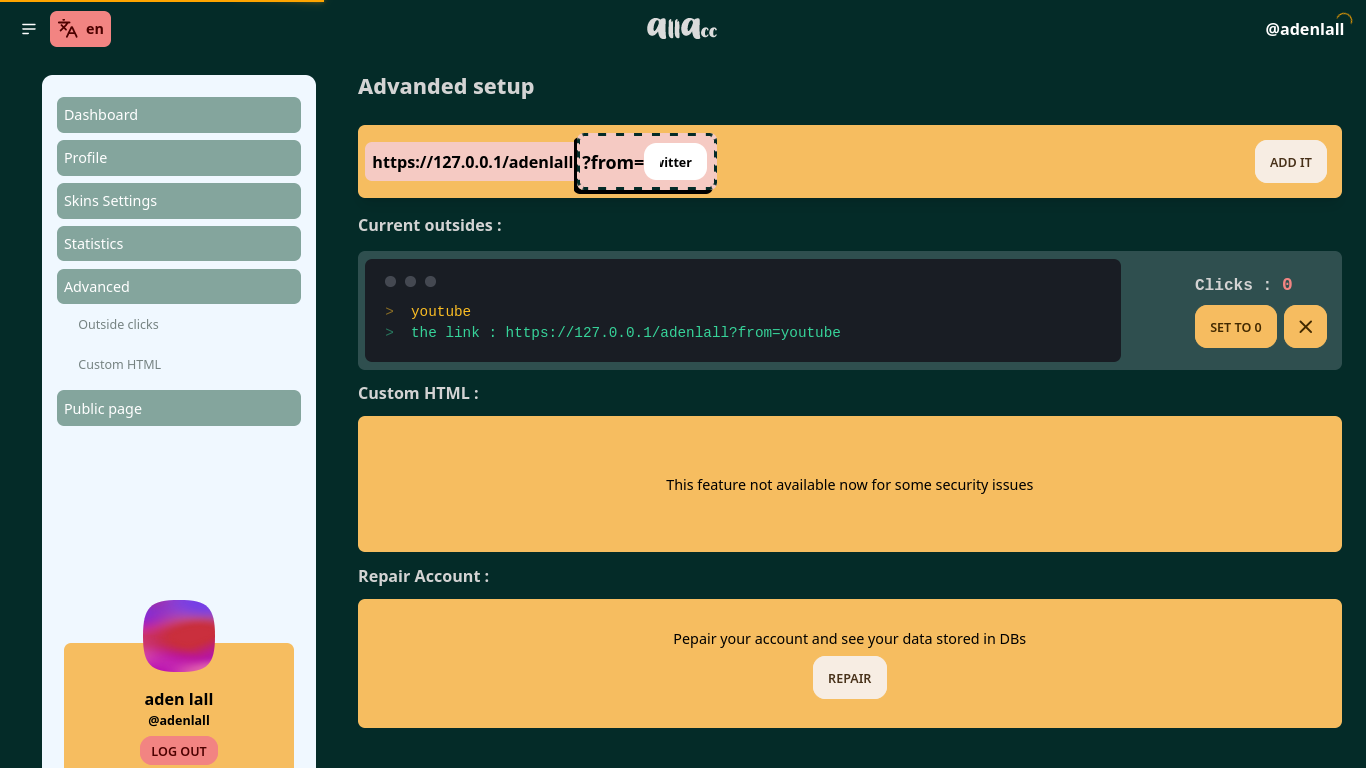 en
allacc
@adenlall
Dashboard
Profile
Skins Settings
Statistics
Advanced
Outside clicks
Custom HTML
Public page
aden lall
@adenlall
LOG OUT
Advanded setup
https://127.0.0.1/adenlall ?from= itter
ADD IT
Current outsides :
> youtube
> the link : https://127.0.0.1/adenlall?from=youtube
Clicks : 0
SET TO 0
Custom HTML :
This feature not available now for some security issues
Repair Account :
Pepair your account and see your data stored in DBs
REPAIR